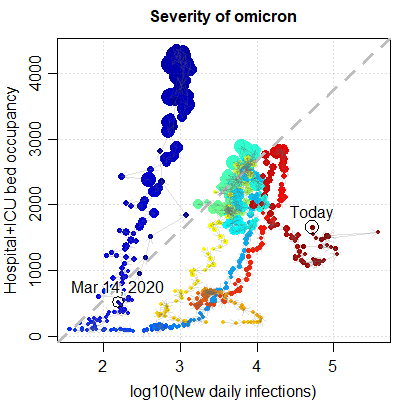 Severity of omicron
Hospital+ICU bed occupancy
4000
3000
2000
1000
0
Today
Mar 14, 2020
2 3 4 5
log10(New daily infections)